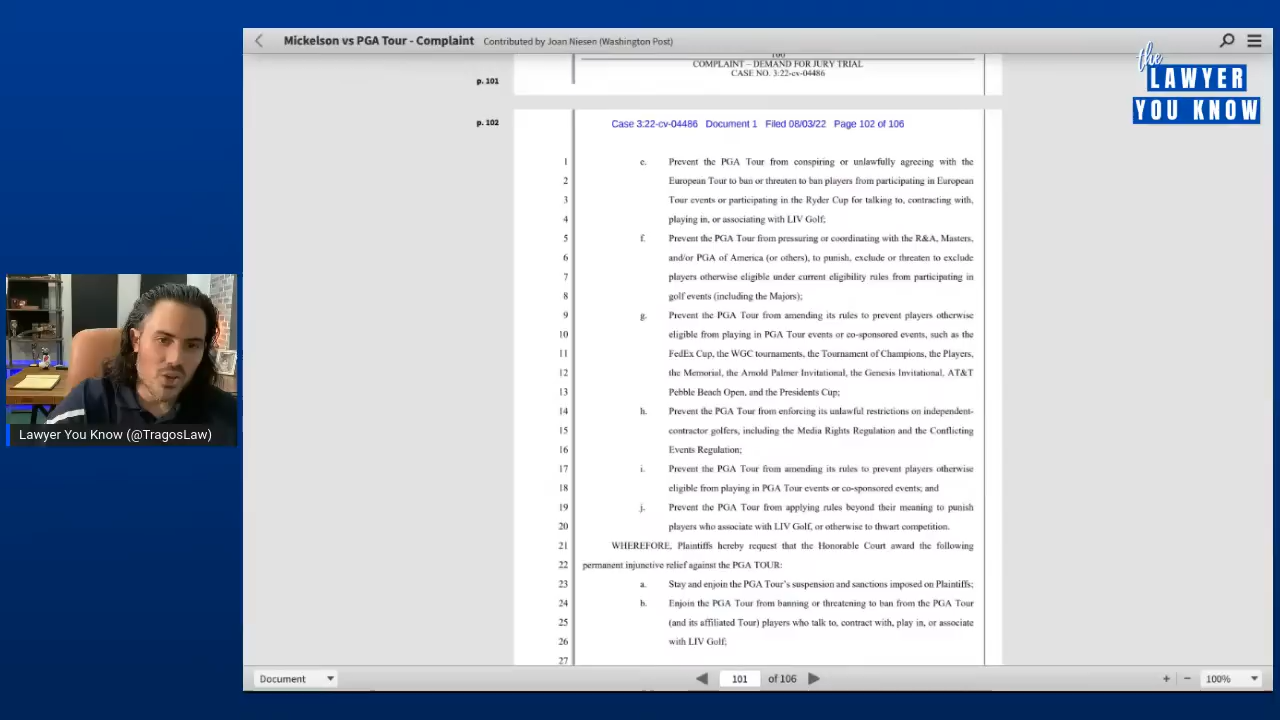 Mickelson vs PGA Tour - Complaint Contributed by Joan Niesen (Washington Post)
the
LAWYER
YOU KNOW
p. 101
106
COMPLAINT – DEMAND FOR JURY TRIAL
CASE NO. 3:22-cv-04486
p. 102
Case 3:22-cv-04486 Document 1 Filed 08/03/22 Page 102 of 106
1 e. Prevent the PGA Tour from conspiring or unlawfully agreeing with the
2 European Tour to ban or threaten to ban players from participating in European
3 Tour events or participating in the Ryder Cup for talking to, contracting with,
4 playing in, or associating with LIV Golf;
5 f. Prevent the PGA Tour from pressuring or coordinating with the R&A, Masters,
6 and/or PGA of America (or others), to punish, exclude or threaten to exclude
7 players otherwise eligible under current eligibility rules from participating in
8 golf events (including the Majors);
9 g. Prevent the PGA Tour from amending its rules to prevent players otherwise
10 eligible from playing in PGA Tour events or co-sponsored events, such as the
11 FedEx Cup, the WGC tournaments, the Tournament of Champions, the Players,
12 the Memorial, the Arnold Palmer Invitational, the Genesis Invitational, AT&T
13 Pebble Beach Open, and the Presidents Cup;
14 h. Prevent the PGA Tour from enforcing its unlawful restrictions on independent-
15 contractor golfers, including the Media Rights Regulation and the Conflicting
16 Events Regulation;
17 i. Prevent the PGA Tour from amending its rules to prevent players otherwise
18 eligible from playing in PGA Tour events or co-sponsored events; and
19 j. Prevent the PGA Tour from applying rules beyond their meaning to punish
20 players who associate with LIV Golf, or otherwise to thwart competition.
21 WHEREFORE, Plaintiffs hereby request that the Honorable Court award the following
22 permanent injunctive relief against the PGA TOUR:
23 a. Stay and enjoin the PGA Tour's suspension and sanctions imposed on Plaintiffs;
24 b. Enjoin the PGA Tour from banning or threatening to ban from the PGA Tour
25 (and its affiliated Tour) players who talk to, contract with, play in, or associate
26 with LIV Golf;
27
Lawyer You Know (@TragosLaw)
Document 101 of 106 + − 100%